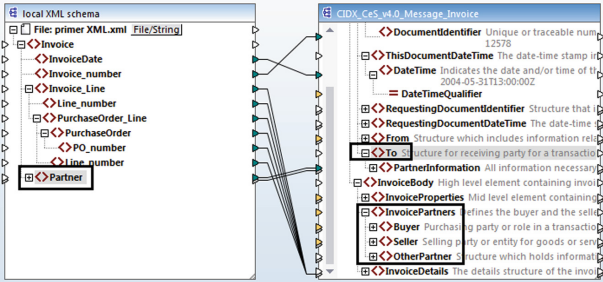 local XML schema
File: primer XML.xml File/String
Invoice
InvoiceDate
Invoice_number
Invoice_Line
Line_number
PurchaseOrder_Line
PurchaseOrder
PO_number
Line_number
Partner
CIDX_CeS_v4.0_Message_Invoice
DocumentIdentifier Unique or traceable num
12578
ThisDocumentDateTime The date-time stamp i
DateTime Indicates the date and/or time of th
2004-05-31T13:00:00Z
DateTimeQualifier
RequestingDocumentIdentifier Structure that i
RequestingDocumentDateTime The date-time s
From Structure which includes information rela
To Structure for receiving party for a transactio
PartnerInformation All information necessary
InvoiceBody High level element containing invoi
InvoiceProperties Mid level element containing
InvoicePartners Defines the buyer and the selle
Buyer Purchasing party or role in a transactio
Seller Selling party or entity for goods or serv
OtherPartner Structure which holds informati
InvoiceDetails The details structure of the invoi